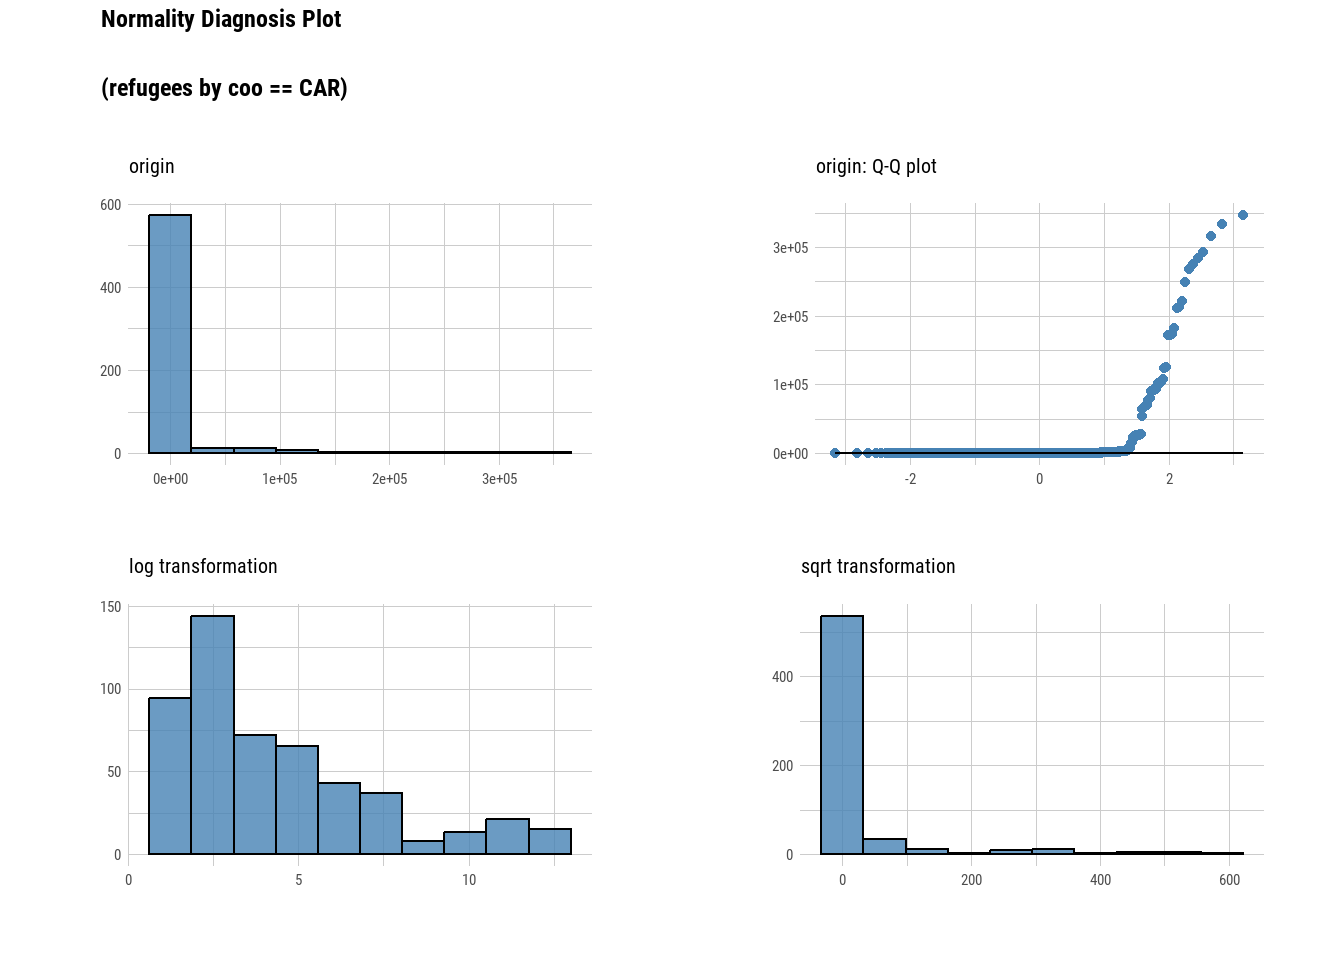 Normality Diagnosis Plot
(refugees by coo == CAR)
origin
600
400
200
0
0e+00 1e+05 2e+05 3e+05
origin: Q-Q plot
3e+05
2e+05
1e+05
0e+00
-2 0 2
log transformation
150
100
50
0
0 5 10
sqrt transformation
400
200
0
0 200 400 600